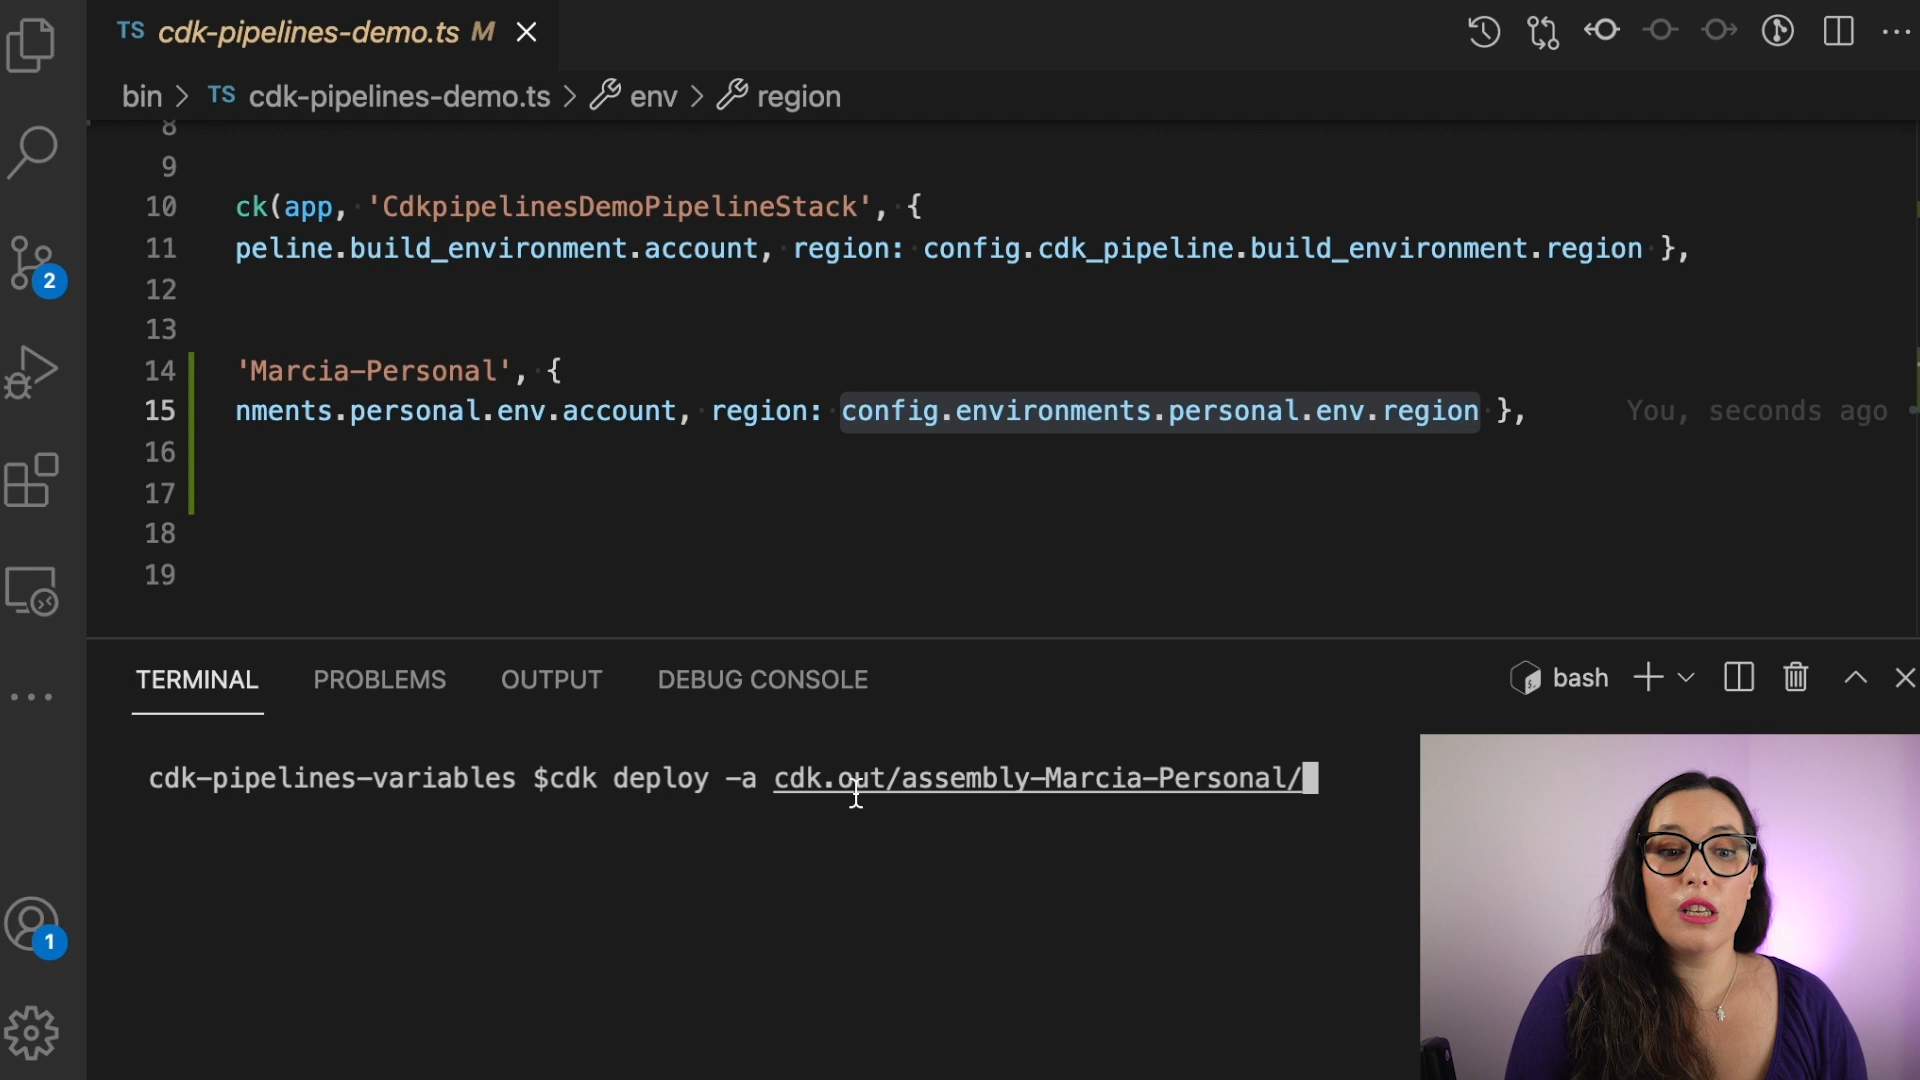 TS cdk-pipelines-demo.ts M
bin > TS cdk-pipelines-demo.ts > env > region
8
9
10 ck(app, 'CdkpipelinesDemoPipelineStack', {
11 peline.build_environment.account, region: config.cdk_pipeline.build_environment.region },
12
13
14 'Marcia-Personal', {
15 nments.personal.env.account, region: config.environments.personal.env.region }, You, seconds ago •
16
17
18
19
2
1
TERMINAL PROBLEMS OUTPUT DEBUG CONSOLE bash
cdk-pipelines-variables $cdk deploy -a cdk.out/assembly-Marcia-Personal/